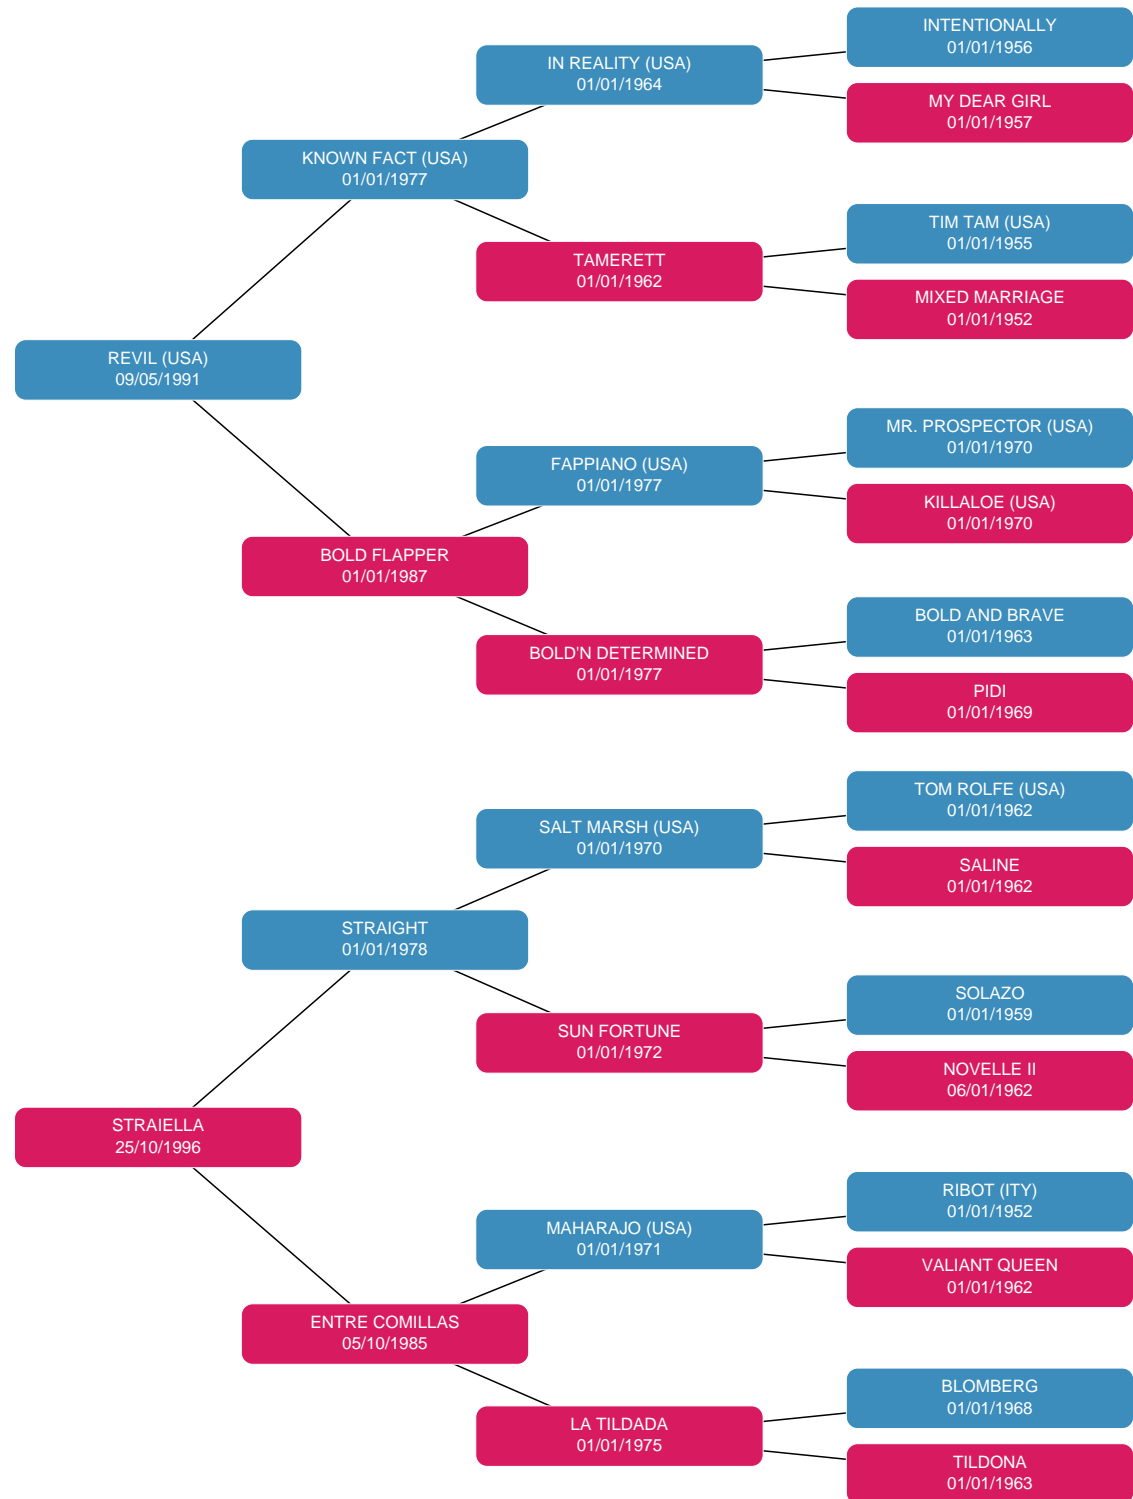 INTENTIONALLY
01/01/1956
IN REALITY (USA)
01/01/1964
MY DEAR GIRL
01/01/1957
KNOWN FACT (USA)
01/01/1977
TIM TAM (USA)
01/01/1955
TAMERETT
01/01/1962
MIXED MARRIAGE
01/01/1952
REVIL (USA)
09/05/1991
MR. PROSPECTOR (USA)
01/01/1970
FAPPIANO (USA)
01/01/1977
KILLALOE (USA)
01/01/1970
BOLD FLAPPER
01/01/1987
BOLD AND BRAVE
01/01/1963
BOLD'N DETERMINED
01/01/1977
PIDI
01/01/1969
TOM ROLFE (USA)
01/01/1962
SALT MARSH (USA)
01/01/1970
SALINE
01/01/1962
STRAIGHT
01/01/1978
SOLAZO
01/01/1959
SUN FORTUNE
01/01/1972
NOVELLE II
06/01/1962
STRAIELLA
25/10/1996
RIBOT (ITY)
01/01/1952
MAHARAJO (USA)
01/01/1971
VALIANT QUEEN
01/01/1962
ENTRE COMILLAS
05/10/1985
BLOMBERG
01/01/1968
LA TILDADA
01/01/1975
TILDONA
01/01/1963